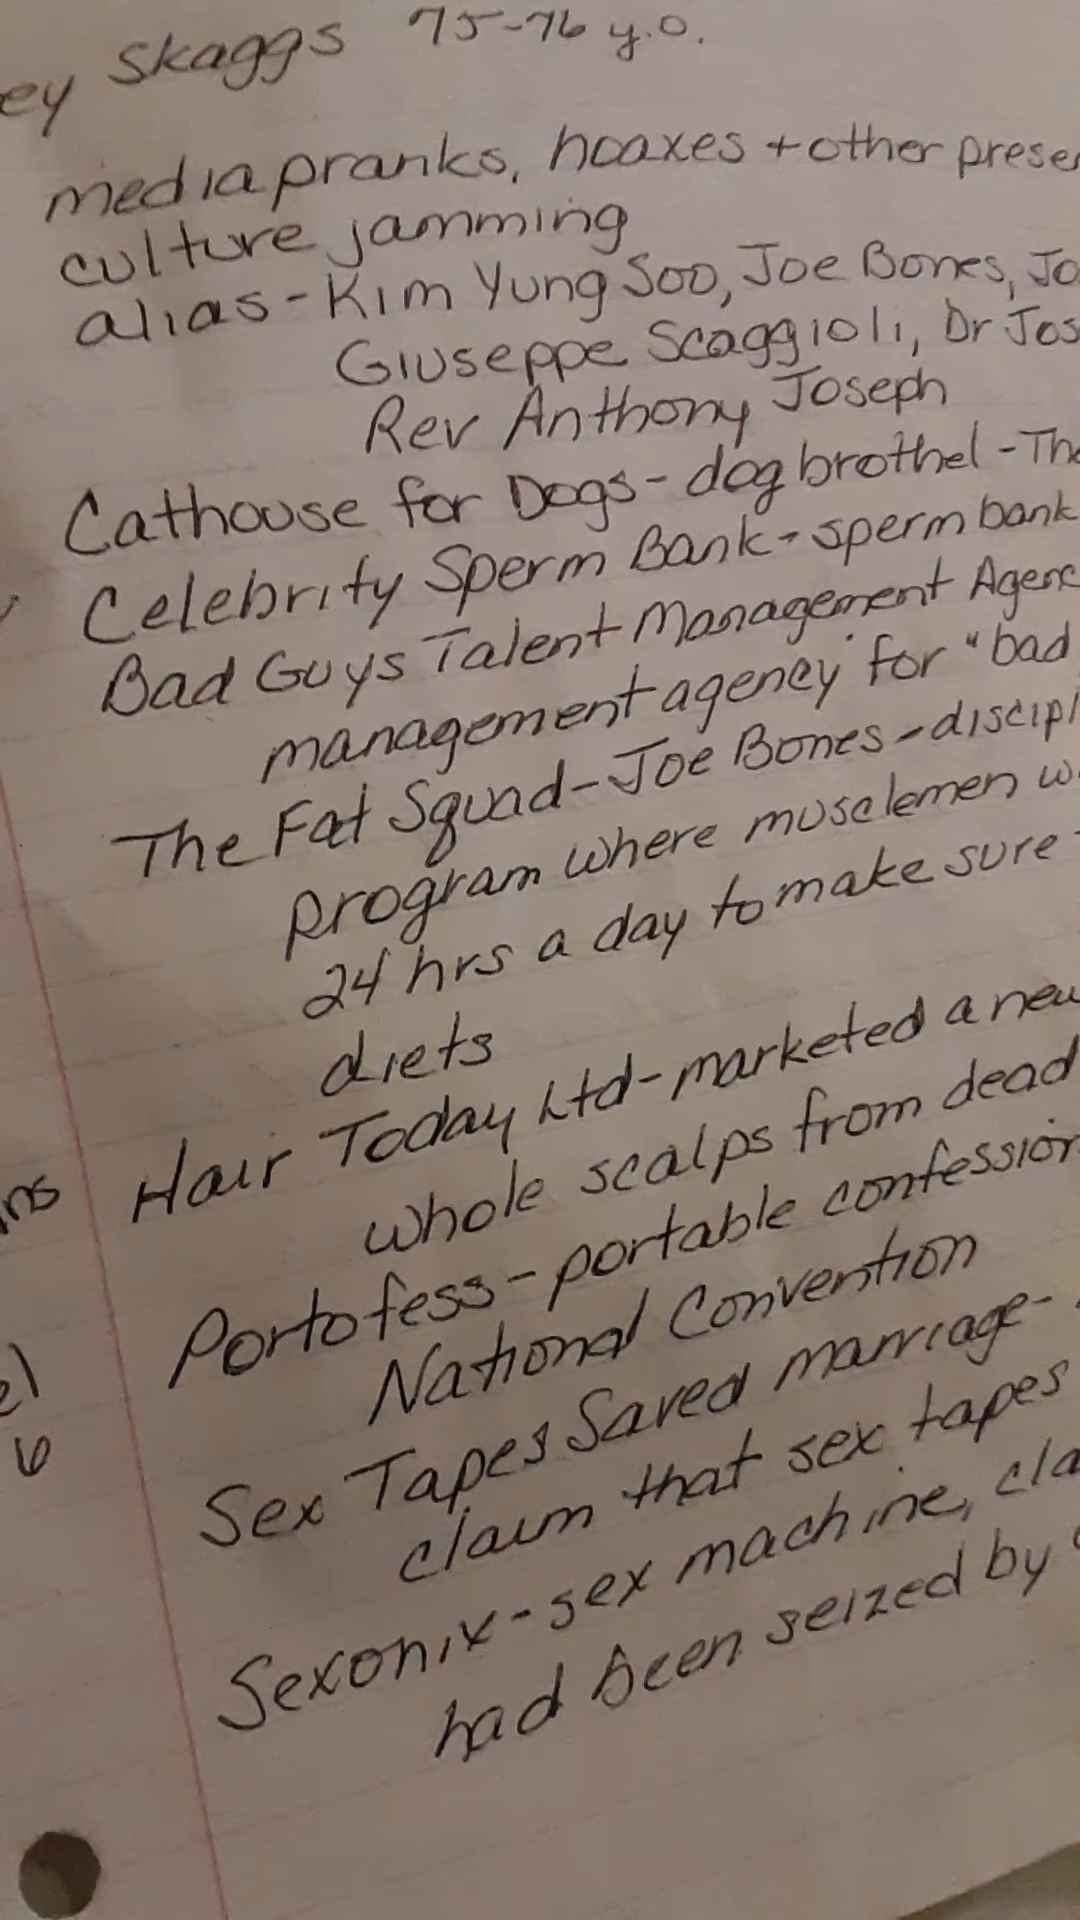 ey Skaggs 75-76 y.o.
media pranks, hoaxes + other prese
culture jamming
alias - Kim Yung Soo, Joe Bones, Jo
Giuseppe Scaggioli, Dr Jos
Rev Anthony Joseph
Cathouse for Dogs - dog brothel - The
Celebrity Sperm Bank - sperm bank
Bad Guys Talent Management Agenc
management agency for "bad
The Fat Squad - Joe Bones - discipl
program where musclemen w
24 hrs a day to make sure
diets
Hair Today Ltd - marketed a new
whole scalps from dead
Portofess - portable confession
National Convention
Sex Tapes Saved marriage -
claim that sex tapes
Sexonix - sex machine, cla
had been seized by